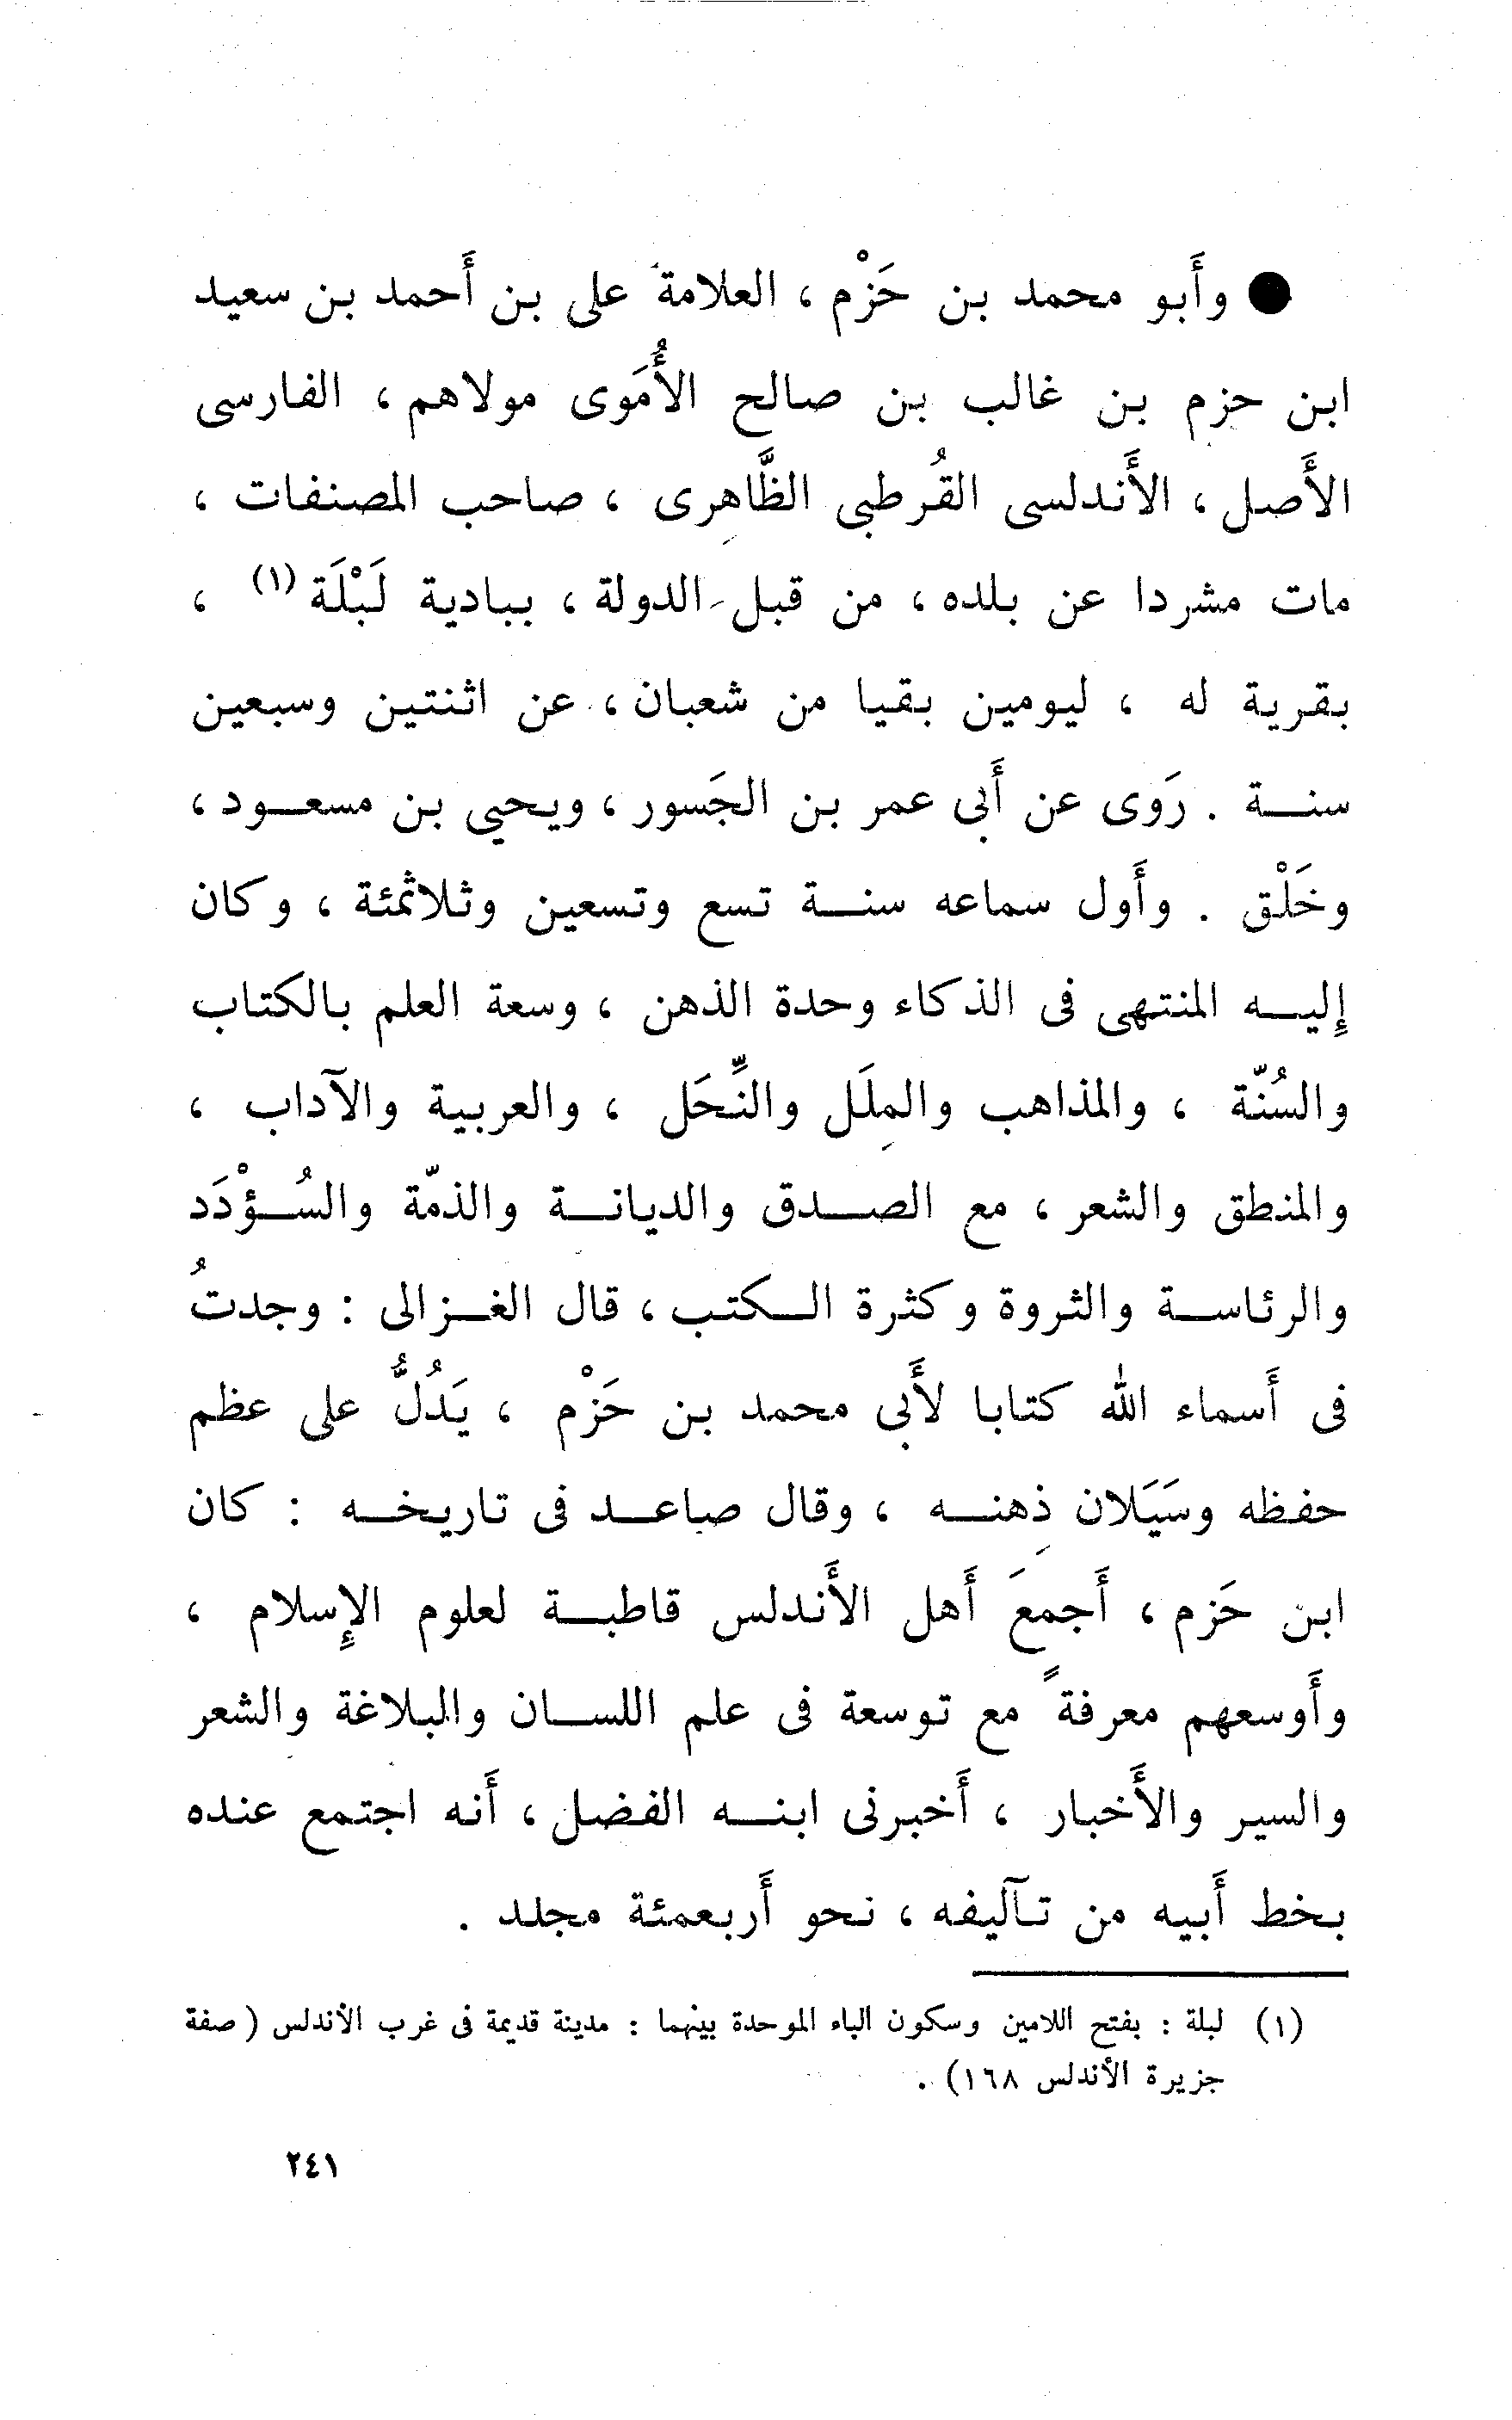 ● وأَبو محمد بن حَزْم ، العلامة على بن أَحمد بن سعيد
ابن حزم بن غالب بن صالح الأُمَوى مولاهم ، الفارسى
الأَصل ، الأَندلسى القُرطبى الظَّاهِرى ، صاحب المصنفات ،
مات مشردا عن بلده ، من قبل الدولة ، ببادية لَبْلَة (١) ،
بقرية له ، ليومين بقيا من شعبان ، عن اثنتين وسبعين
سنة . رَوى عن أَبى عمر بن الجَسور ، ويحيى بن مسعود ،
وخَلْق . وأَول سماعه سنة تسع وتسعين وثلاثمئة ، وكان
إِليه المنتهى فى الذكاء وحدة الذهن ، وسعة العلم بالكتاب
والسُنّة ، والمذاهب والمِلَل والنِّحَل ، والعربية والآداب ،
والمنطق والشعر ، مع الصدق والديانة والذمّة والسُؤْدَد
والرئاسة والثروة وكثرة الكتب ، قال الغزالى : وجدتُ
فى أَسماء الله كتابا لأَبى محمد بن حَزْم ، يَدُلُّ على عظم
حفظه وسَيَلان ذِهنه ، وقال صاعد فى تاريخه : كان
ابن حَزم ، أَجمعَ أَهل الأَندلس قاطبة لعلوم الإِسلام ،
وأَوسعهم معرفةً مع توسعة فى علم اللسان والبلاغة والشعر
والسير والأَخبار ، أَخبرنى ابنه الفضل ، أَنه اجتمع عنده
بخط أَبيه من تآليفه ، نحو أَربعمئة مجلد .
(١) لبلة : بفتح اللامين وسكون الباء الموحدة بينهما : مدينة قديمة فى غرب الأندلس ( صفة
جزيرة الأندلس ١٦٨) .
٢٤١